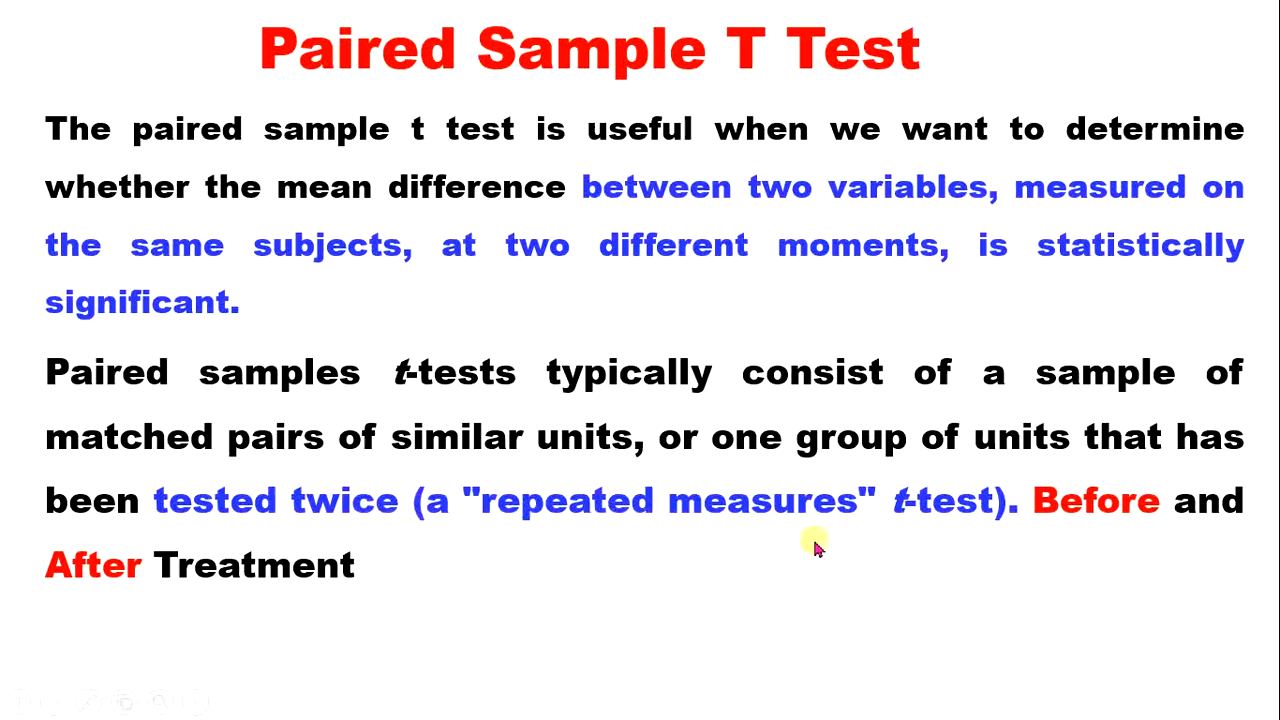 Paired Sample T Test
The paired sample t test is useful when we want to determine
whether the mean difference between two variables, measured on
the same subjects, at two different moments, is statistically
significant.
Paired samples t-tests typically consist of a sample of
matched pairs of similar units, or one group of units that has
been tested twice (a "repeated measures" t-test). Before and
After Treatment